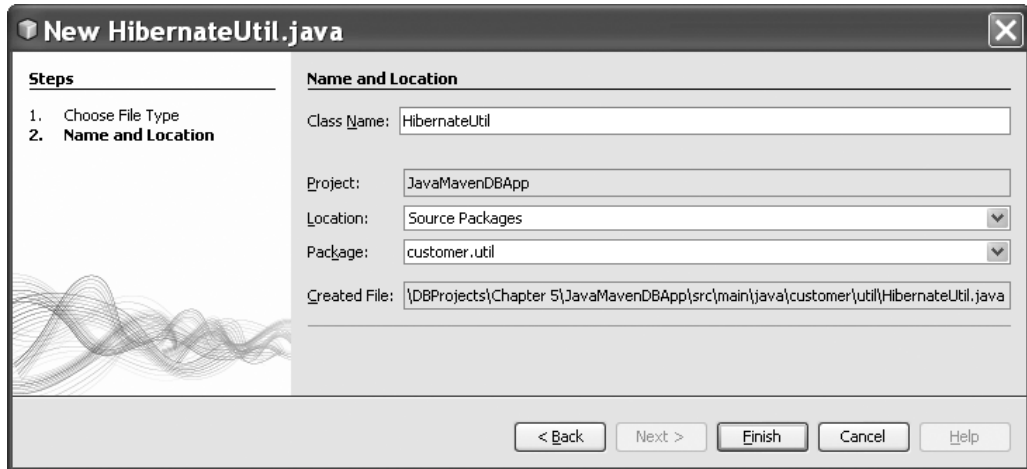 New HibernateUtil.java
Steps
1. Choose File Type
2. Name and Location
Name and Location
Class Name: HibernateUtil
Project: JavaMavenDBApp
Location: Source Packages
Package: customer.util
Created File: \DBProjects\Chapter 5\JavaMavenDBApp\src\main\java\customer\util\HibernateUtil.java
< Back Next > Finish Cancel Help